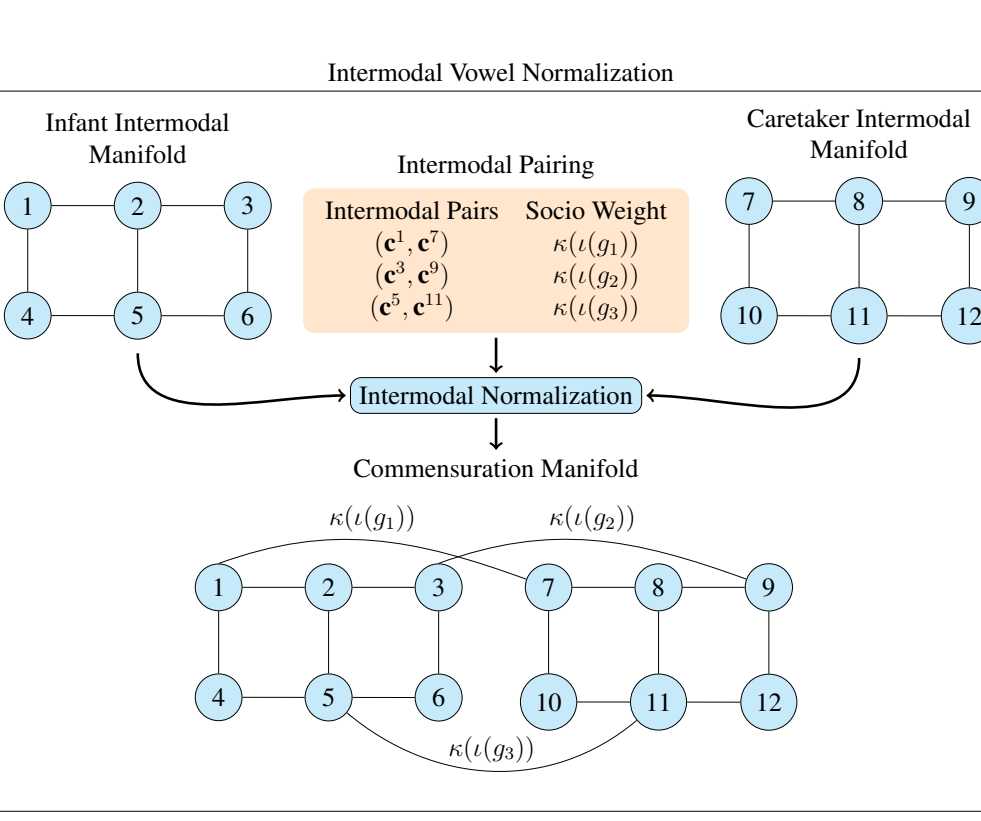 Intermodal Vowel Normalization
Infant Intermodal
Manifold
1 2 3
4 5 6
Intermodal Pairing
Intermodal Pairs Socio Weight
(c¹, c⁷) κ(ι(g₁))
(c³, c⁹) κ(ι(g₂))
(c⁵, c¹¹) κ(ι(g₃))
Caretaker Intermodal
Manifold
7 8 9
10 11 12
Intermodal Normalization
Commensuration Manifold
κ(ι(g₁)) κ(ι(g₂))
1 2 3 7 8 9
4 5 6 10 11 12
κ(ι(g₃))